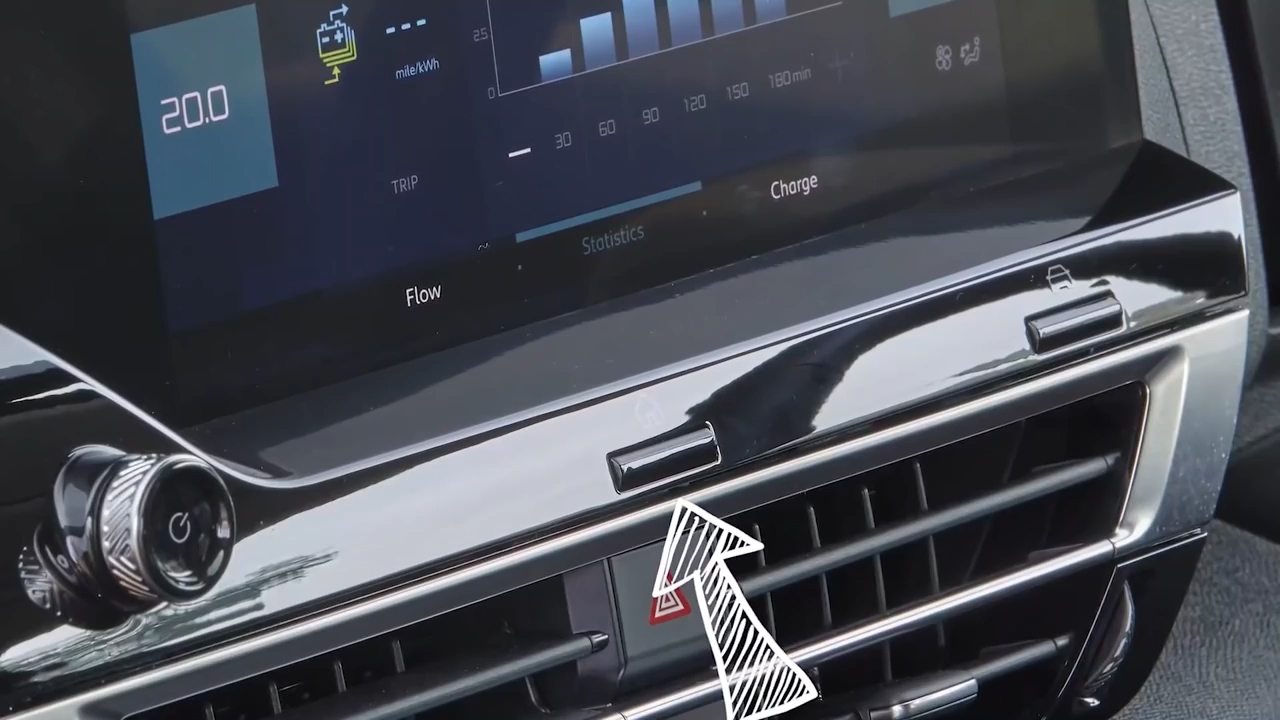 20.0
---
mile/kWh
TRIP
2.5
0
30 60 90 120 150 180 min
Flow
Statistics
Charge